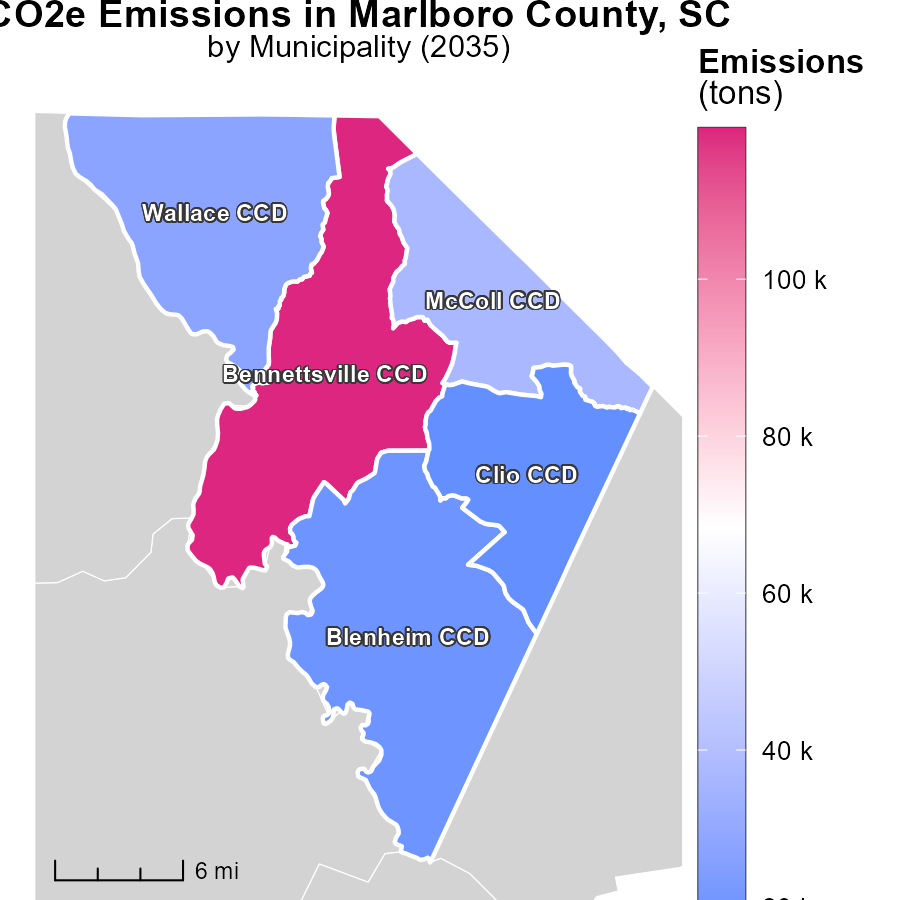 CO2e Emissions in Marlboro County, SC
by Municipality (2035)
Emissions
(tons)
Wallace CCD
McColl CCD
Bennettsville CCD
Clio CCD
Blenheim CCD
100 k
80 k
60 k
40 k
6 mi